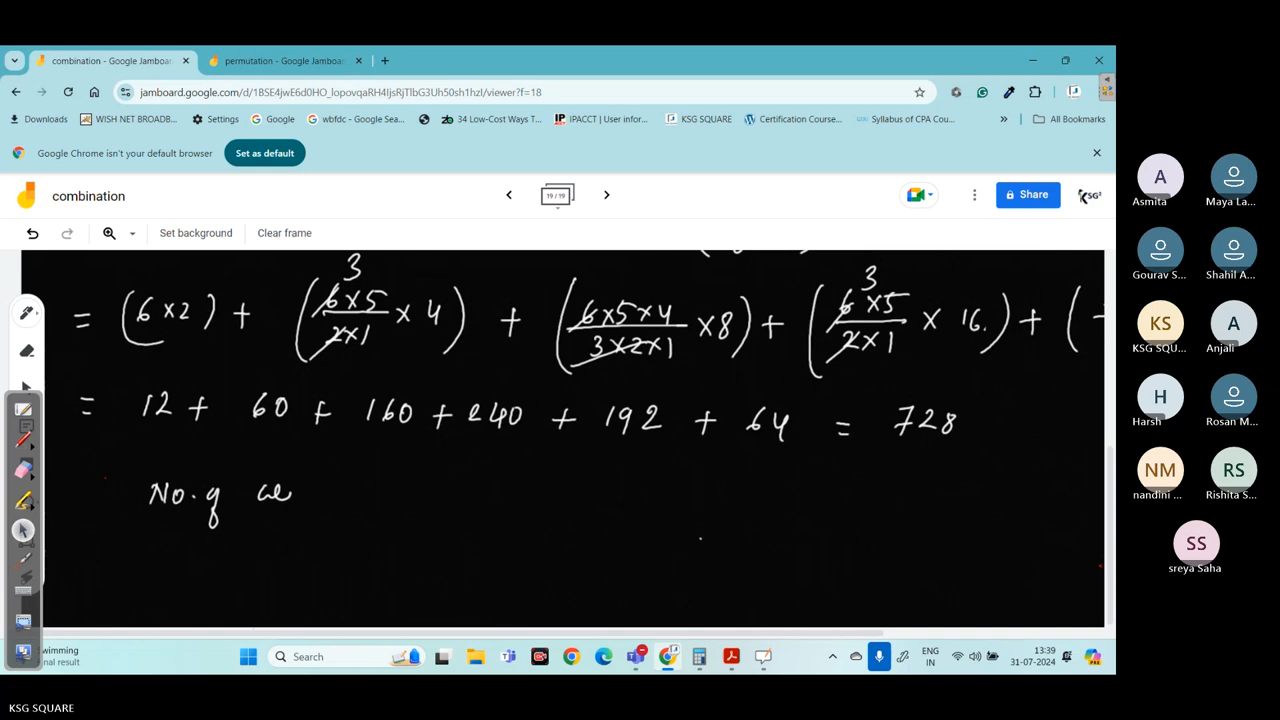 combination - Google Jamboard
permutation - Google Jamboard
jamboard.google.com/d/1BSE4jwE6d0HO_lopovqaRH4ljsRjTlbG3Uh50sh1hzI/viewer?f=18
Downloads WISH NET BROADB... Settings Google wbfdc - Google Sea... 34 Low-Cost Ways T... IPACCT | User infor... KSG SQUARE Certification Course... Syllabus of CPA Cou... » All Bookmarks
Google Chrome isn't your default browser Set as default
combination
19 / 19
Share
Set background Clear frame
= (6×2) + (6×5/2×1 3 × 4) + (6×5×4/3×2×1 ×8) + (6×5/2×1 3 × 16) + (
= 12 + 60 + 160 + 240 + 192 + 64 = 728
No. of
Swimming
Search
ENG
IN
13:39
31-07-2024
A
Asmita
Maya La...
Gourav S...
Shahil A...
KS
KSG SQU...
A
Anjali
H
Harsh
Rosan M...
NM
nandini ...
RS
Rishita S...
SS
sreya Saha
KSG SQUARE